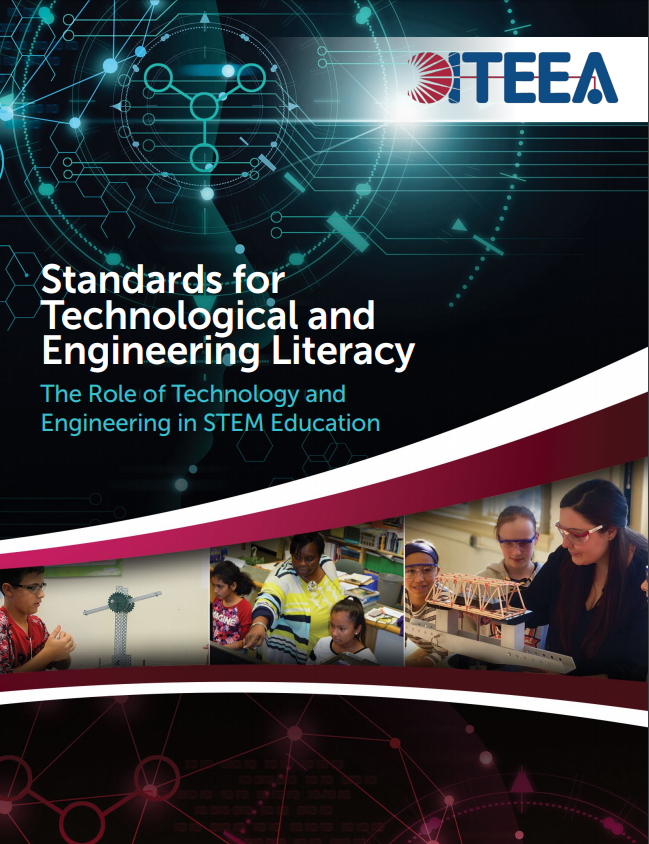 ITEEA
Standards for
Technological and
Engineering Literacy
The Role of Technology and
Engineering in STEM Education